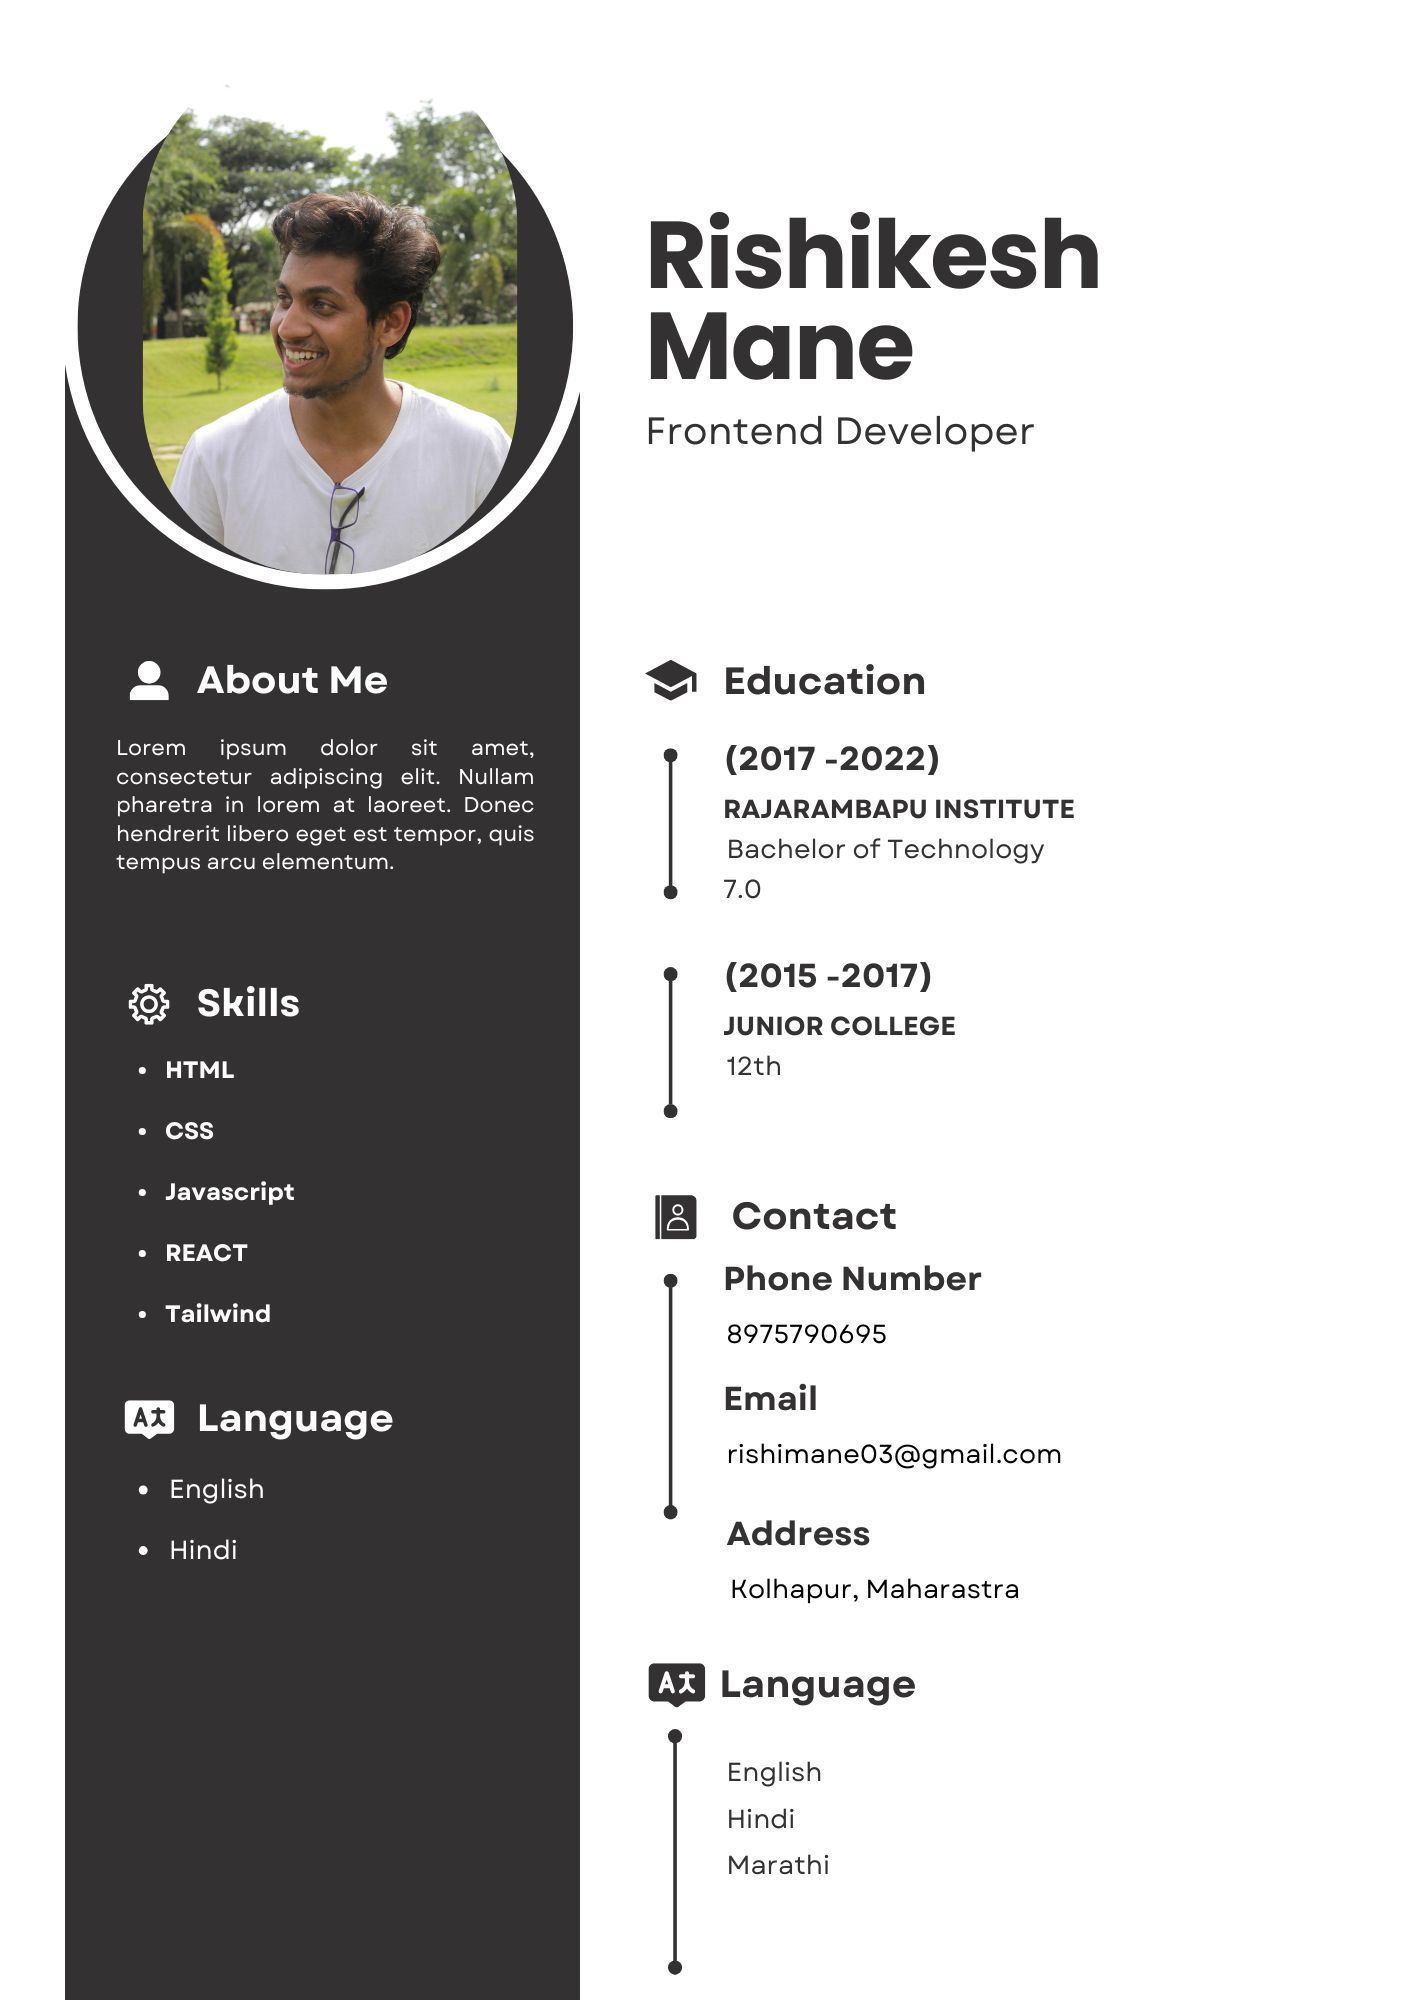 Rishikesh
Mane
Frontend Developer
About Me
Lorem ipsum dolor sit amet,
consectetur adipiscing elit. Nullam
pharetra in lorem at laoreet. Donec
hendrerit libero eget est tempor, quis
tempus arcu elementum.
Skills
• HTML
• CSS
• Javascript
• REACT
• Tailwind
Language
• English
• Hindi
Education
(2017 -2022)
RAJARAMBAPU INSTITUTE
Bachelor of Technology
7.0
(2015 -2017)
JUNIOR COLLEGE
12th
Contact
Phone Number
8975790695
Email
rishimane03@gmail.com
Address
Kolhapur, Maharastra
Language
English
Hindi
Marathi